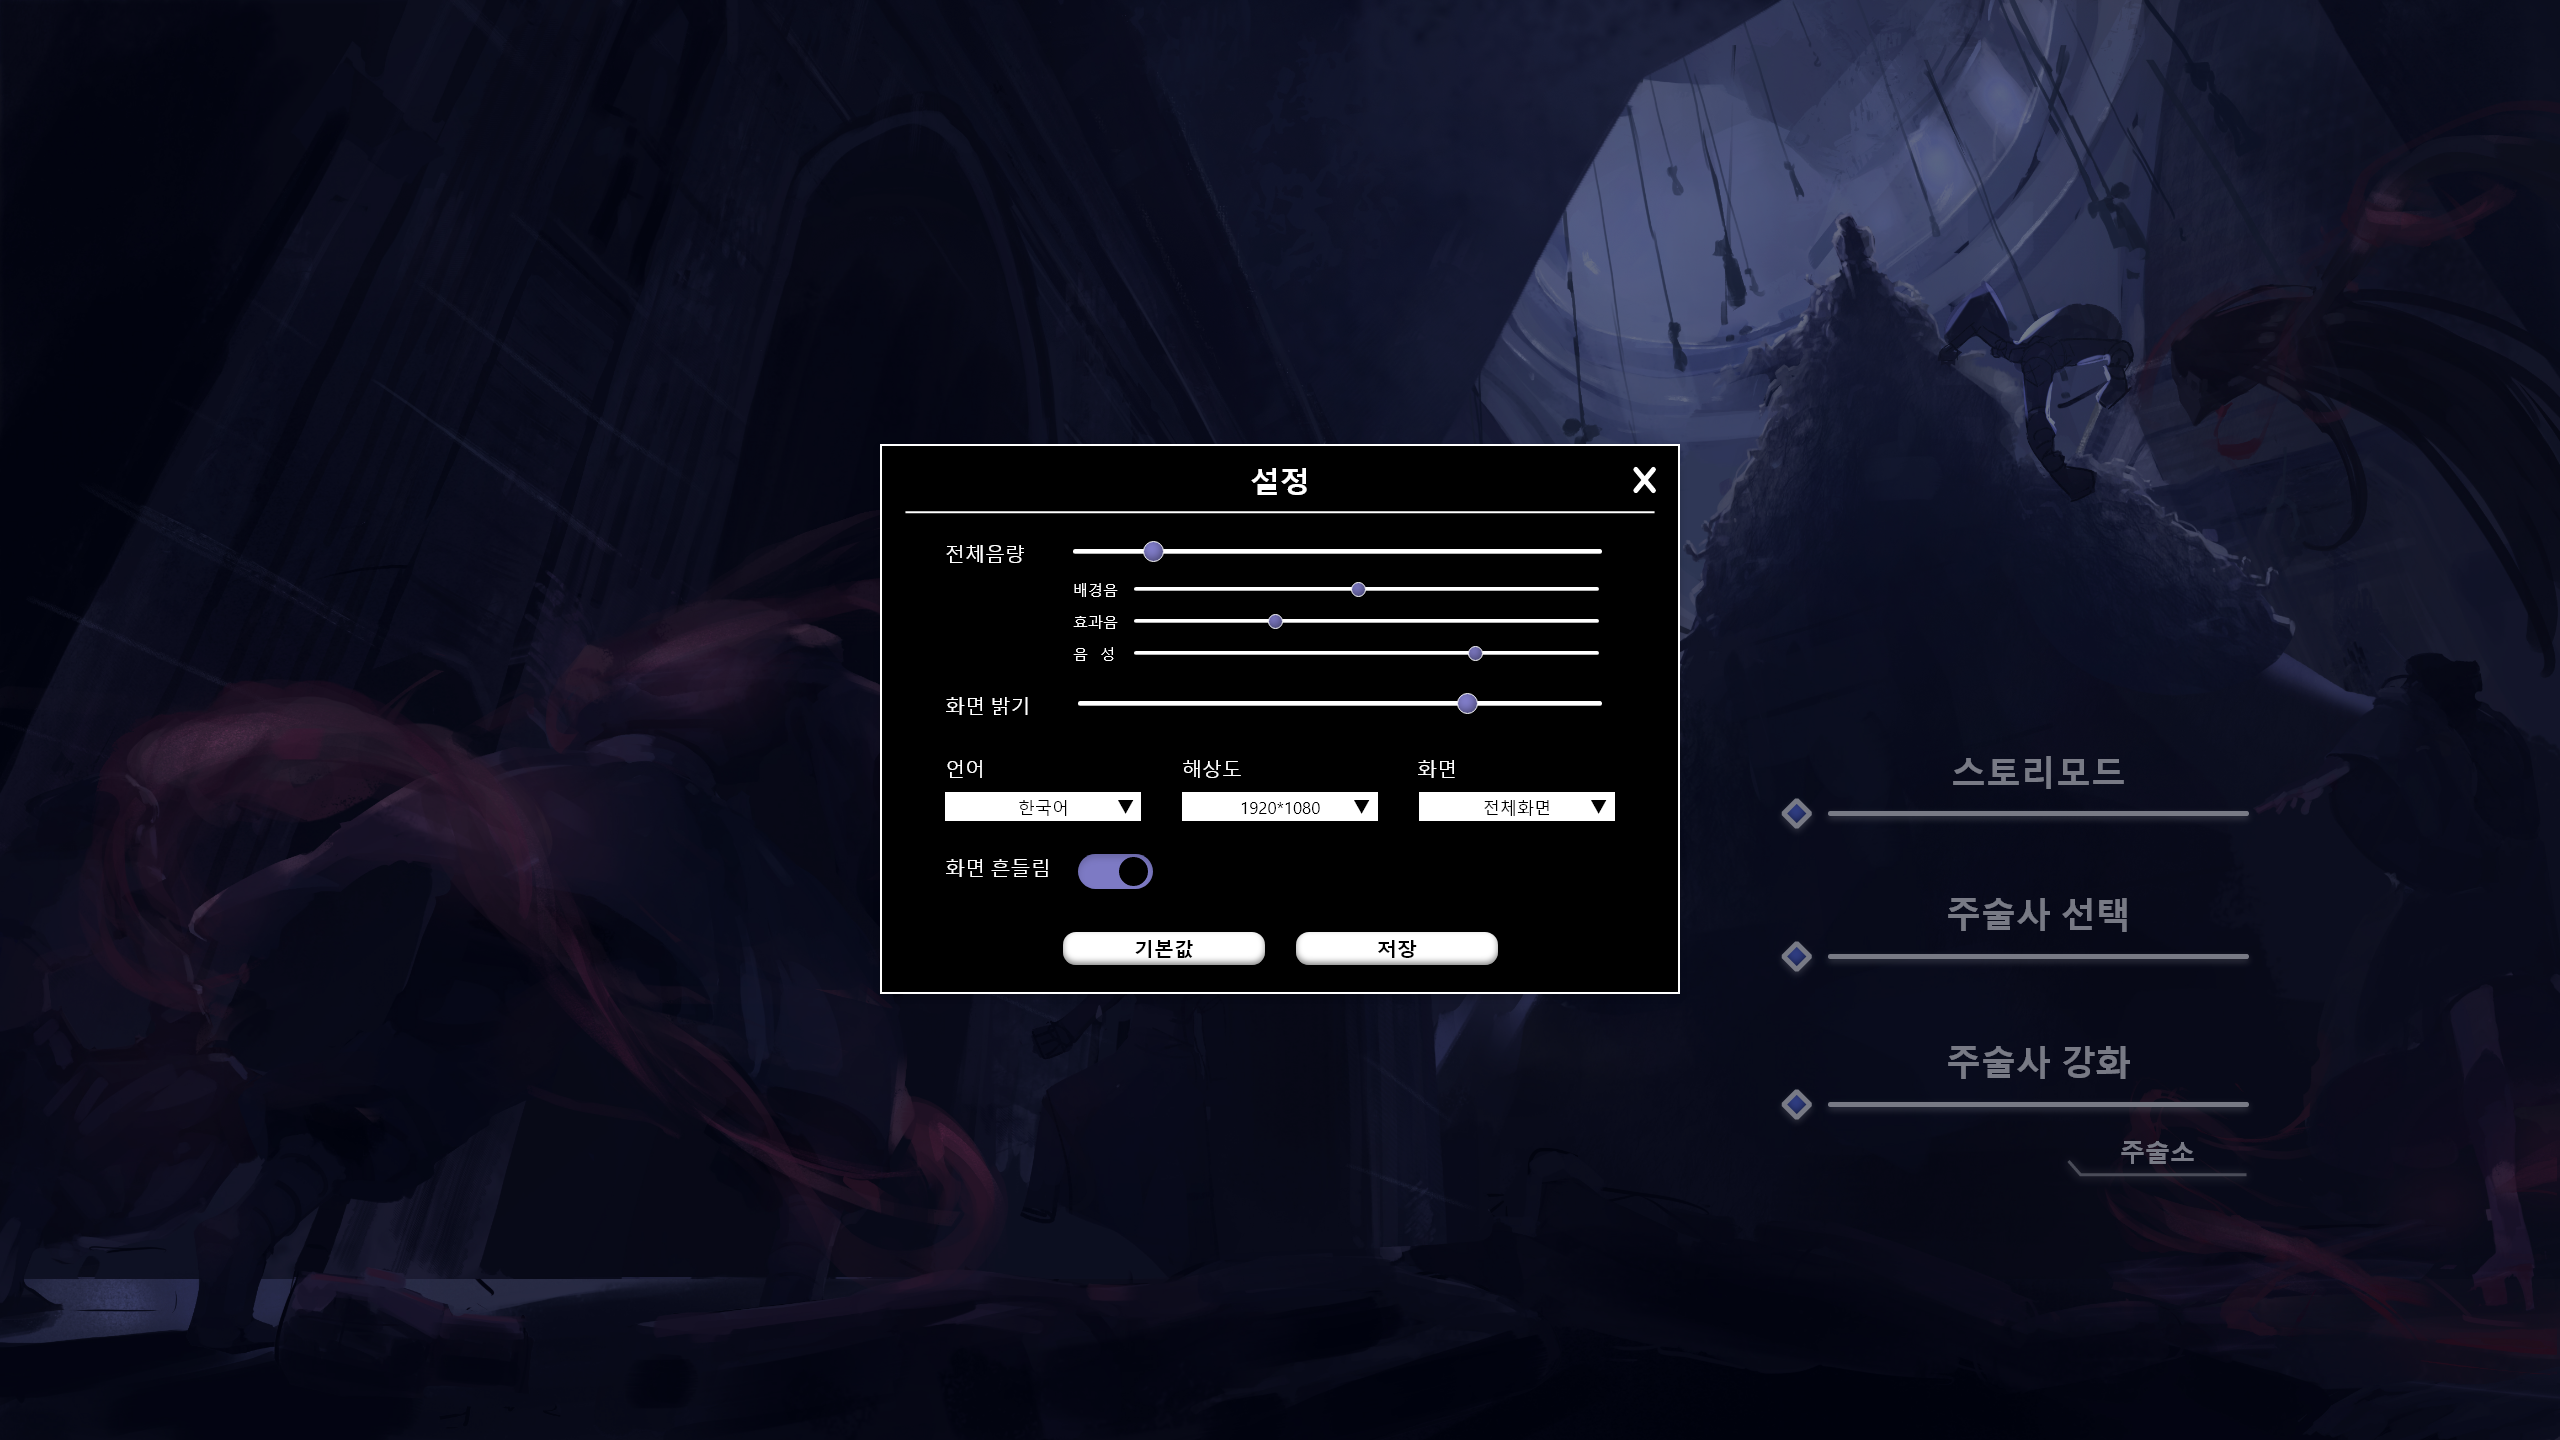 설정
X
전체음량
배경음
효과음
음 성
화면 밝기
언어 해상도 화면
한국어 ▼ 1920*1080 ▼ 전체화면 ▼
화면 흔들림
기본값 저장
스토리모드
주술사 선택
주술사 강화
주술소